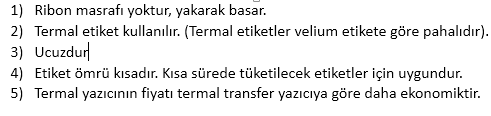 1) Ribon masrafı yoktur, yakarak basar.
2) Termal etiket kullanılır. (Termal etiketler velium etikete göre pahalıdır).
3) Ucuzdur
4) Etiket ömrü kısadır. Kısa sürede tüketilecek etiketler için uygundur.
5) Termal yazıcının fiyatı termal transfer yazıcıya göre daha ekonomiktir.